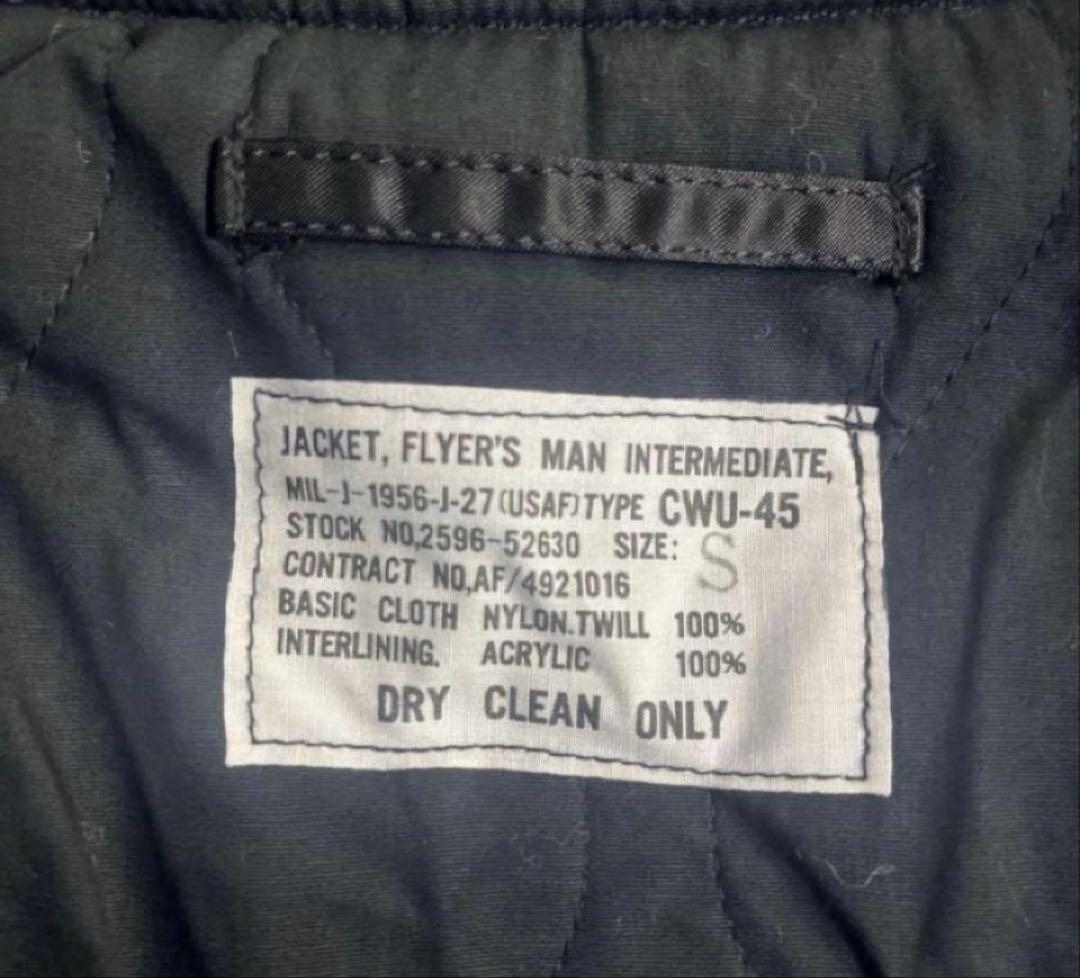 JACKET, FLYER'S MAN INTERMEDIATE,
MIL-J-1956-J-27(USAF)TYPE CWU-45
STOCK NO,2596-52630 SIZE: S
CONTRACT NO,AF/4921016
BASIC CLOTH NYLON.TWILL 100%
INTERLINING. ACRYLIC 100%
DRY CLEAN ONLY